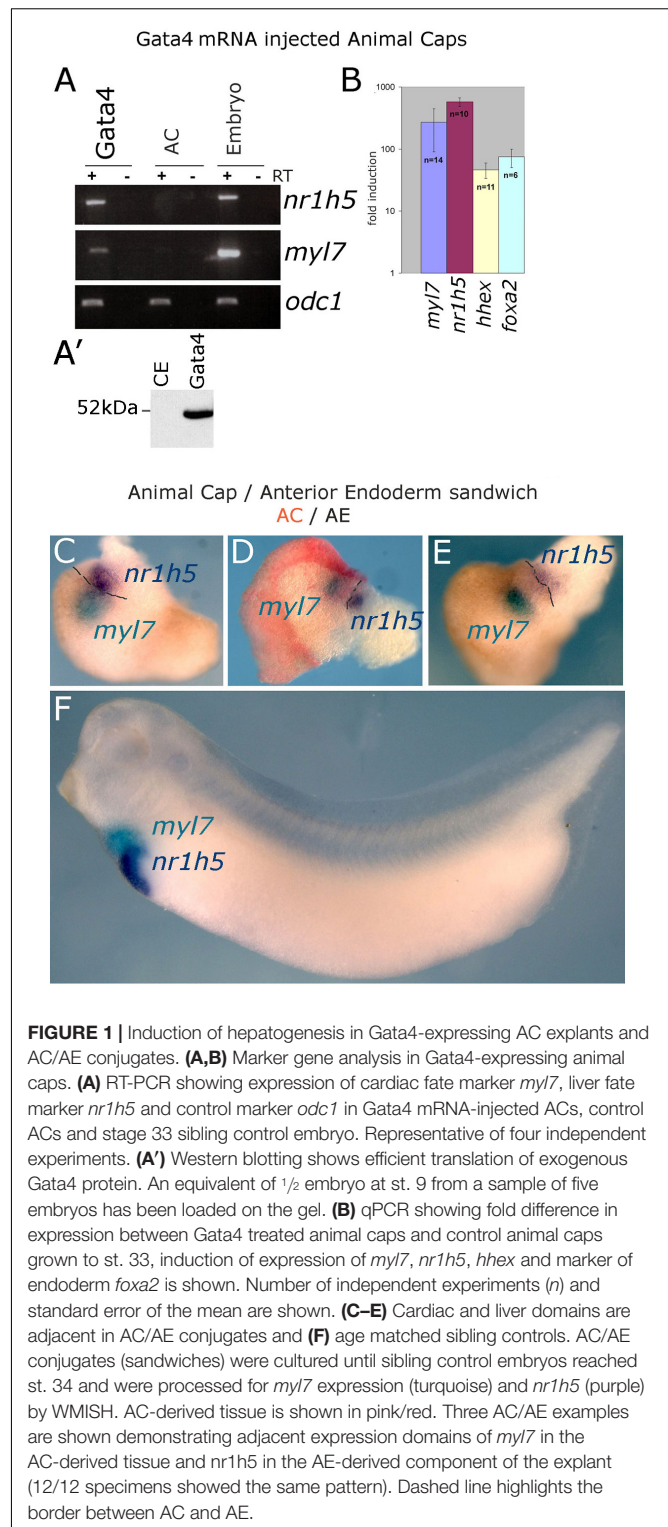 Gata4 mRNA injected Animal Caps
A
Gata4
AC
Embryo
+ - + - + - RT
nr1h5
myl7
odc1
A′
CE
Gata4
52kDa
B
1000
100
10
1
fold induction
n=14
n=10
n=11
n=6
myl7
nr1h5
hhex
foxa2
Animal Cap / Anterior Endoderm sandwich
AC / AE
C
nr1h5
myl7
D
myl7
nr1h5
E
nr1h5
myl7
F
myl7
nr1h5
FIGURE 1 | Induction of hepatogenesis in Gata4-expressing AC explants and
AC/AE conjugates. (A,B) Marker gene analysis in Gata4-expressing animal
caps. (A) RT-PCR showing expression of cardiac fate marker myl7, liver fate
marker nr1h5 and control marker odc1 in Gata4 mRNA-injected ACs, control
ACs and stage 33 sibling control embryo. Representative of four independent
experiments. (A′) Western blotting shows efficient translation of exogenous
Gata4 protein. An equivalent of 1/2 embryo at st. 9 from a sample of five
embryos has been loaded on the gel. (B) qPCR showing fold difference in
expression between Gata4 treated animal caps and control animal caps
grown to st. 33, induction of expression of myl7, nr1h5, hhex and marker of
endoderm foxa2 is shown. Number of independent experiments (n) and
standard error of the mean are shown. (C–E) Cardiac and liver domains are
adjacent in AC/AE conjugates and (F) age matched sibling controls. AC/AE
conjugates (sandwiches) were cultured until sibling control embryos reached
st. 34 and were processed for myl7 expression (turquoise) and nr1h5 (purple)
by WMISH. AC-derived tissue is shown in pink/red. Three AC/AE examples
are shown demonstrating adjacent expression domains of myl7 in the
AC-derived tissue and nr1h5 in the AE-derived component of the explant
(12/12 specimens showed the same pattern). Dashed line highlights the
border between AC and AE.